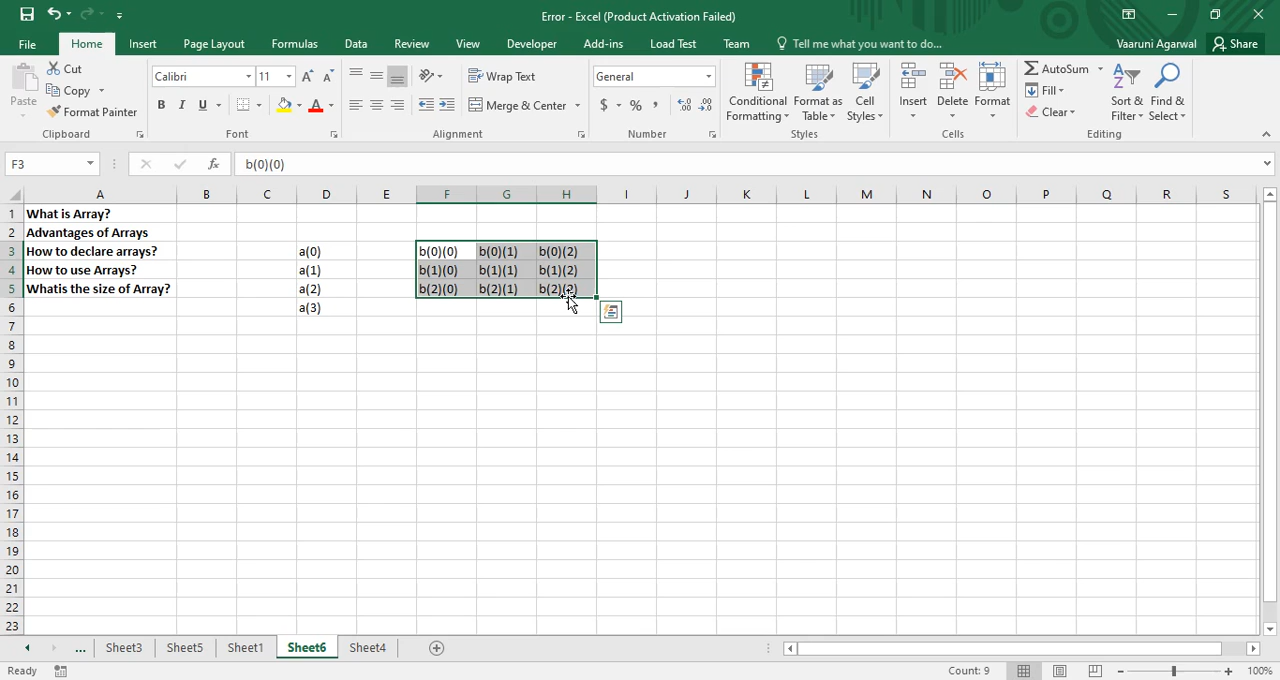 Error - Excel (Product Activation Failed)
File Home Insert Page Layout Formulas Data Review View Developer Add-ins Load Test Team Tell me what you want to do... Vaaruni Agarwal Share
Paste
Cut
Copy
Format Painter
Clipboard
Calibri 11
B I U
Font
Wrap Text
Merge & Center
Alignment
General
$ % ,
Number
Conditional Formatting
Format as Table
Cell Styles
Styles
Insert
Delete
Format
Cells
AutoSum
Fill
Clear
Sort & Filter
Find & Select
Editing
F3 fx b(0)(0)
A B C D E F G H I J K L M N O P Q R S
1 What is Array?
2 Advantages of Arrays
3 How to declare arrays? a(0) b(0)(0) b(0)(1) b(0)(2)
4 How to use Arrays? a(1) b(1)(0) b(1)(1) b(1)(2)
5 Whatis the size of Array? a(2) b(2)(0) b(2)(1) b(2)(2)
6 a(3)
7
8
9
10
11
12
13
14
15
16
17
18
19
20
21
22
23
... Sheet3 Sheet5 Sheet1 Sheet6 Sheet4
Ready Count: 9 100%